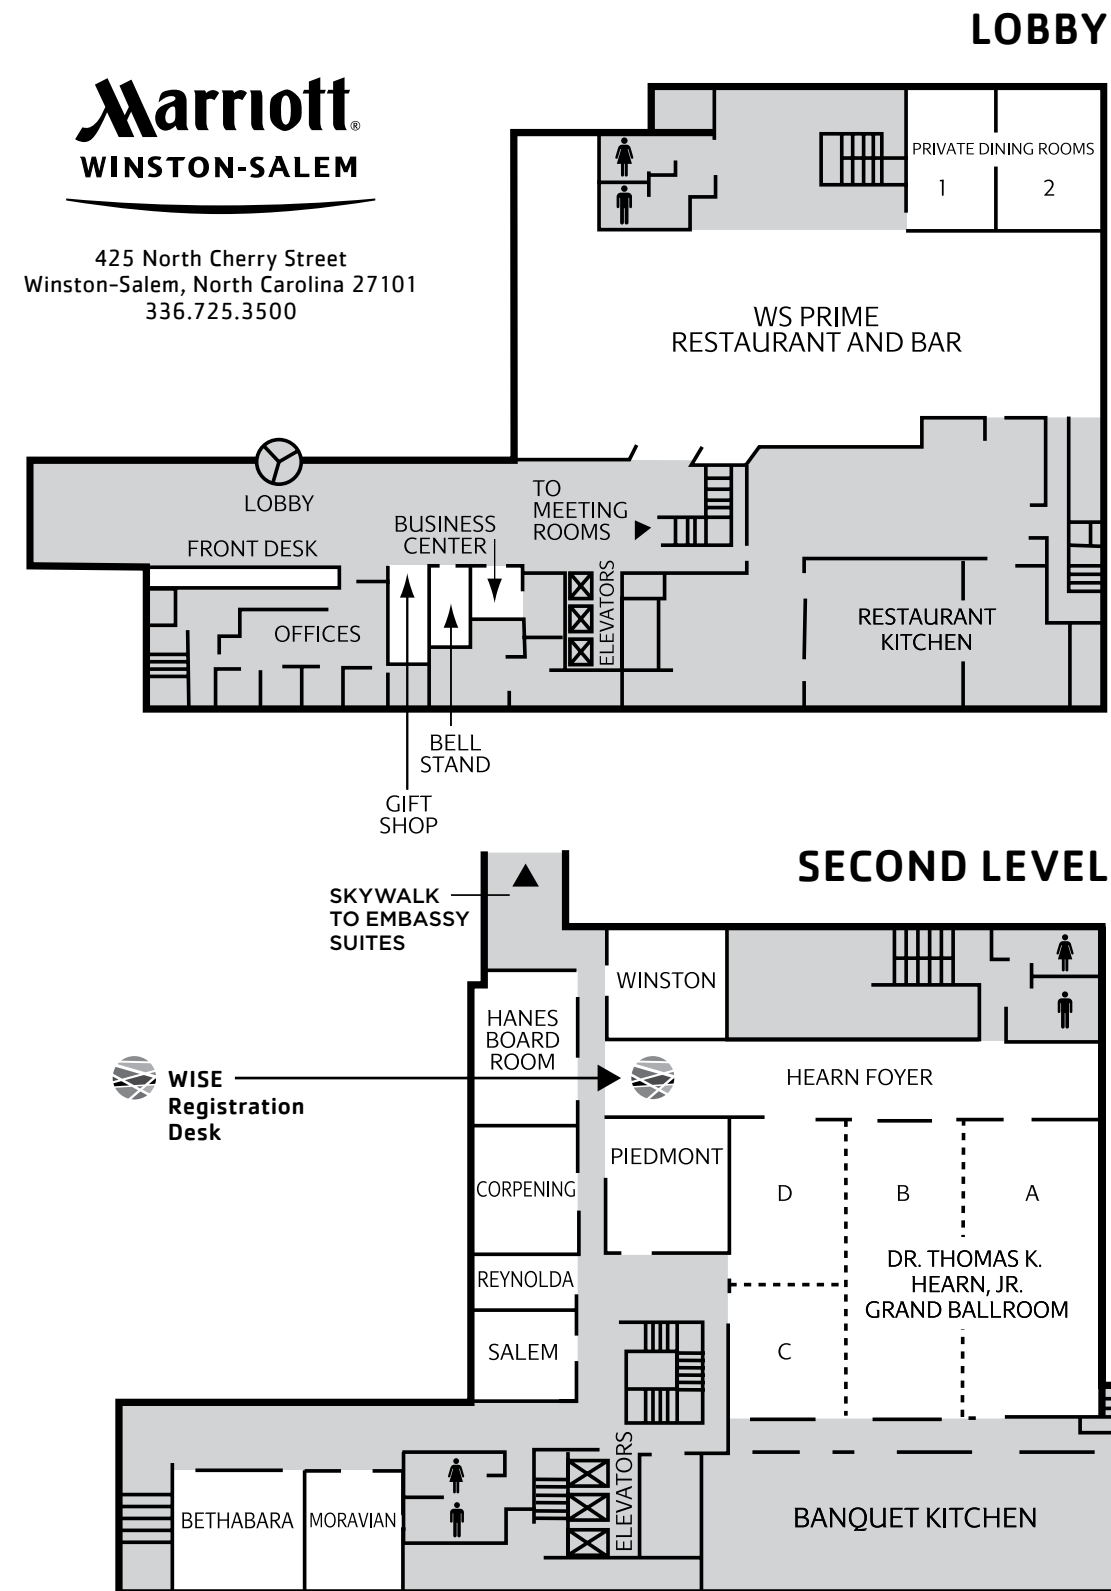 LOBBY
Marriott®
WINSTON-SALEM
425 North Cherry Street
Winston-Salem, North Carolina 27101
336.725.3500
PRIVATE DINING ROOMS
1
2
WS PRIME
RESTAURANT AND BAR
LOBBY
TO
MEETING
ROOMS
BUSINESS
CENTER
FRONT DESK
ELEVATORS
OFFICES
RESTAURANT
KITCHEN
BELL
STAND
GIFT
SHOP
SECOND LEVEL
SKYWALK
TO EMBASSY
SUITES
WINSTON
HANES
BOARD
ROOM
WISE
Registration
Desk
HEARN FOYER
PIEDMONT
CORPENING
D
B
A
REYNOLDA
DR. THOMAS K.
HEARN, JR.
GRAND BALLROOM
SALEM
C
ELEVATORS
BETHABARA
MORAVIAN
BANQUET KITCHEN